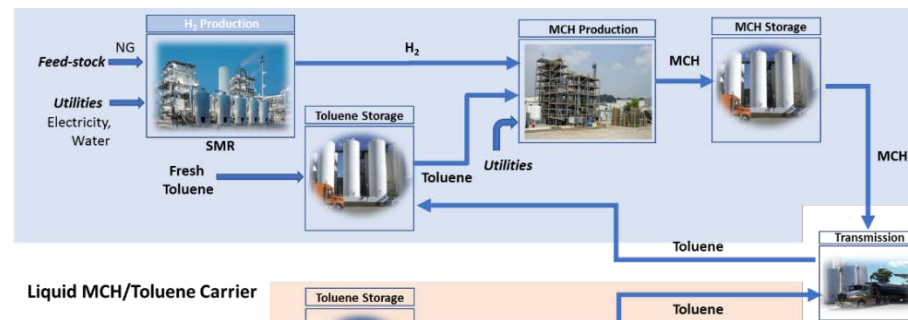 H₂ Production
MCH Production
MCH Storage
NG
Feed-stock
H₂
MCH
Utilities
Electricity,
Water
Toluene Storage
SMR
Fresh
Toluene
Toluene
Utilities
MCH
Toluene
Transmission
Liquid MCH/Toluene Carrier
Toluene Storage
Toluene